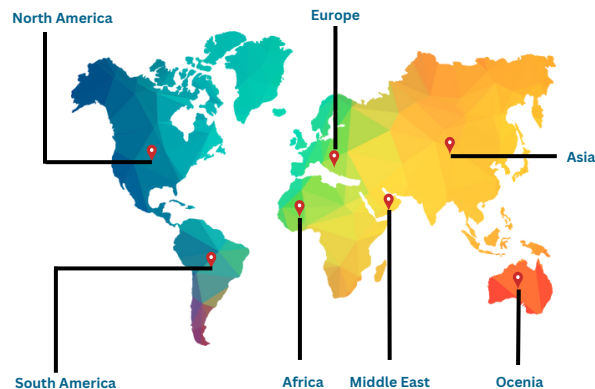 Europe
North America
Asia
South America
Africa
Middle East
Ocenia